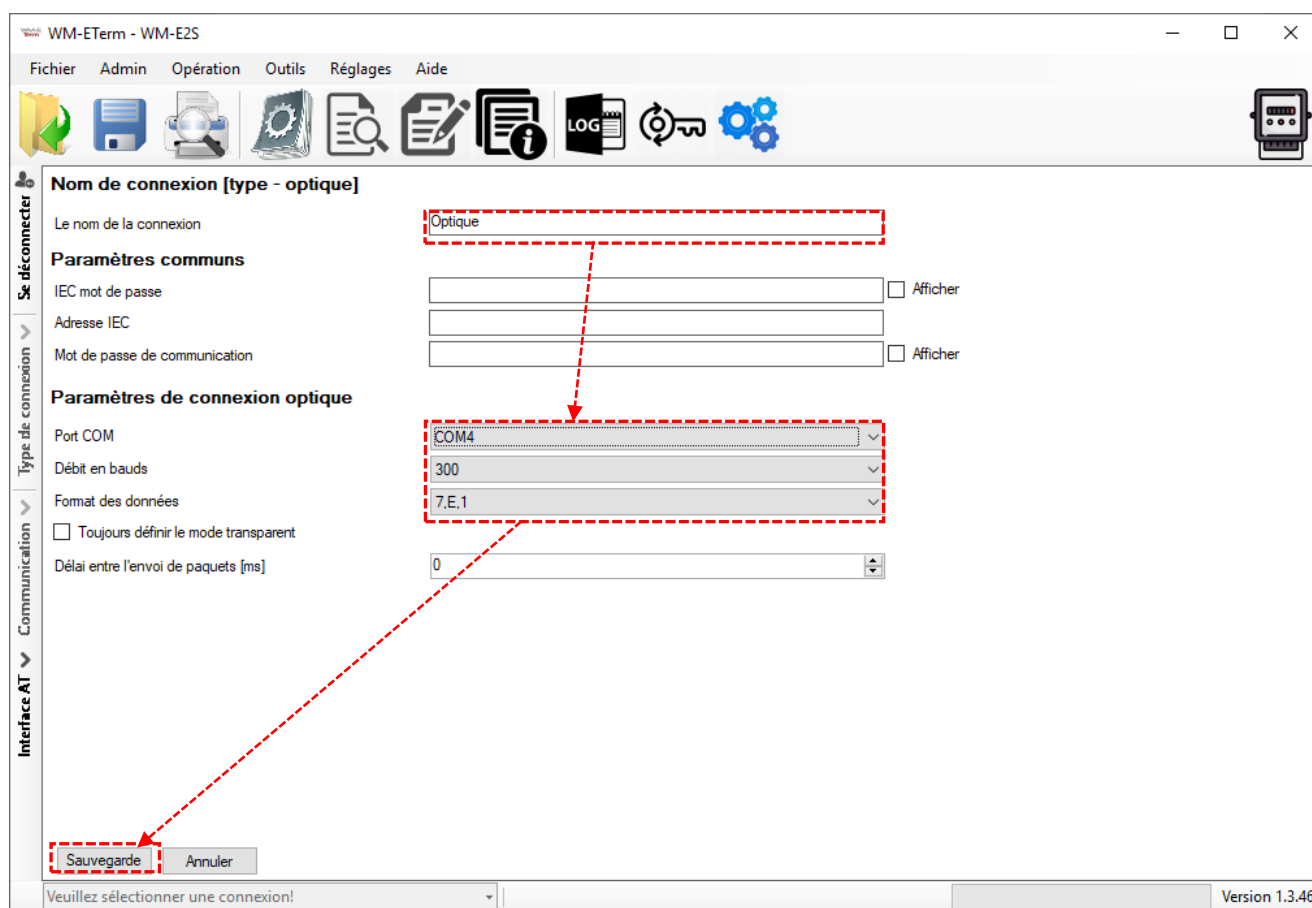 WM-E Term WM-ETerm - WM-E2S
Fichier Admin Opération Outils Réglages Aide
LOG
Se déconnecter
Type de connexion
Communication
Interface AT
Nom de connexion [type - optique]
Le nom de la connexion Optique
Paramètres communs
IEC mot de passe Afficher
Adresse IEC
Mot de passe de communication Afficher
Paramètres de connexion optique
Port COM COM4
Débit en bauds 300
Format des données 7,E,1
Toujours définir le mode transparent
Délai entre l'envoi de paquets [ms] 0
Sauvegarde Annuler
Veuillez sélectionner une connexion! Version 1.3.46